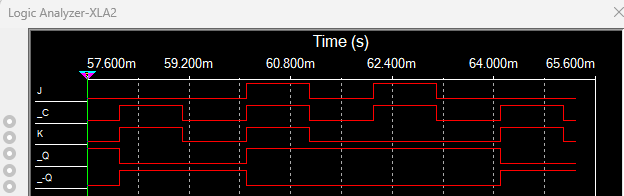 Logic Analyzer-XLA2
Time (s)
57.600m 59.200m 60.800m 62.400m 64.000m 65.600m
J
_C
K
_Q
_-Q